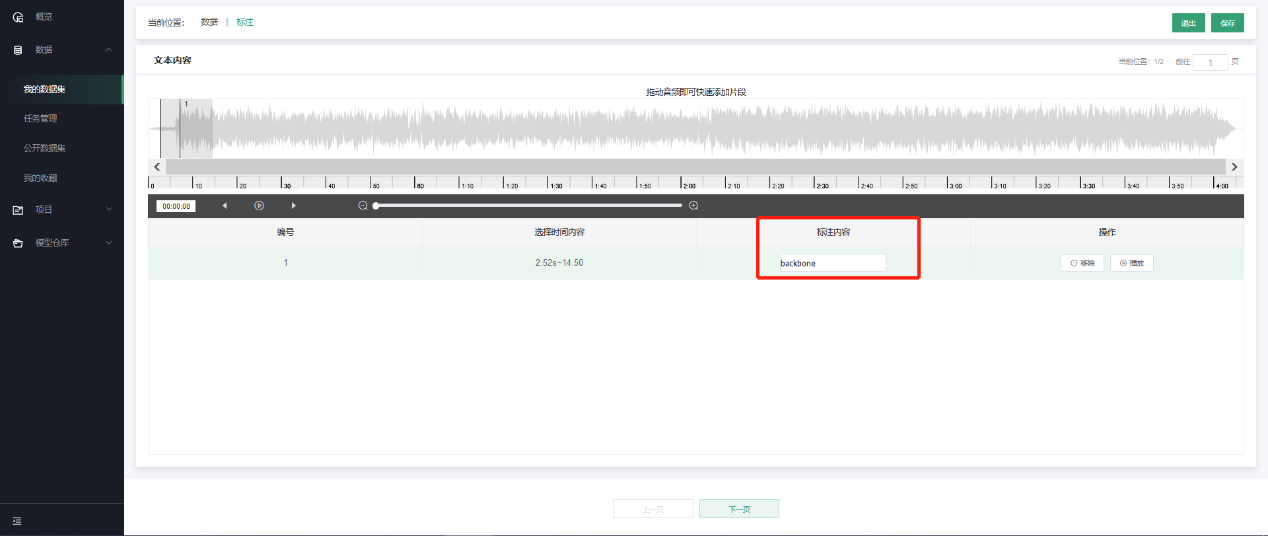 概览
数据
我的数据集
任务管理
公开数据集
我的收藏
项目
模型仓库
当前位置： 数据 | 标注
退出 保存
文本内容
当前位置：1/2 前往 1 页
拖动音频即可快速添加片段
1
0 10 20 30 40 50 60 1:10 1:20 1:30 1:40 1:50 2:00 2:10 2:20 2:30 2:40 2:50 3:00 3:10 3:20 3:30 3:40 3:50 4:00
00:00:08
编号 选择时间内容 标注内容 操作
1 2.52s~14.50 backbone 移除 播放
上一页 下一页